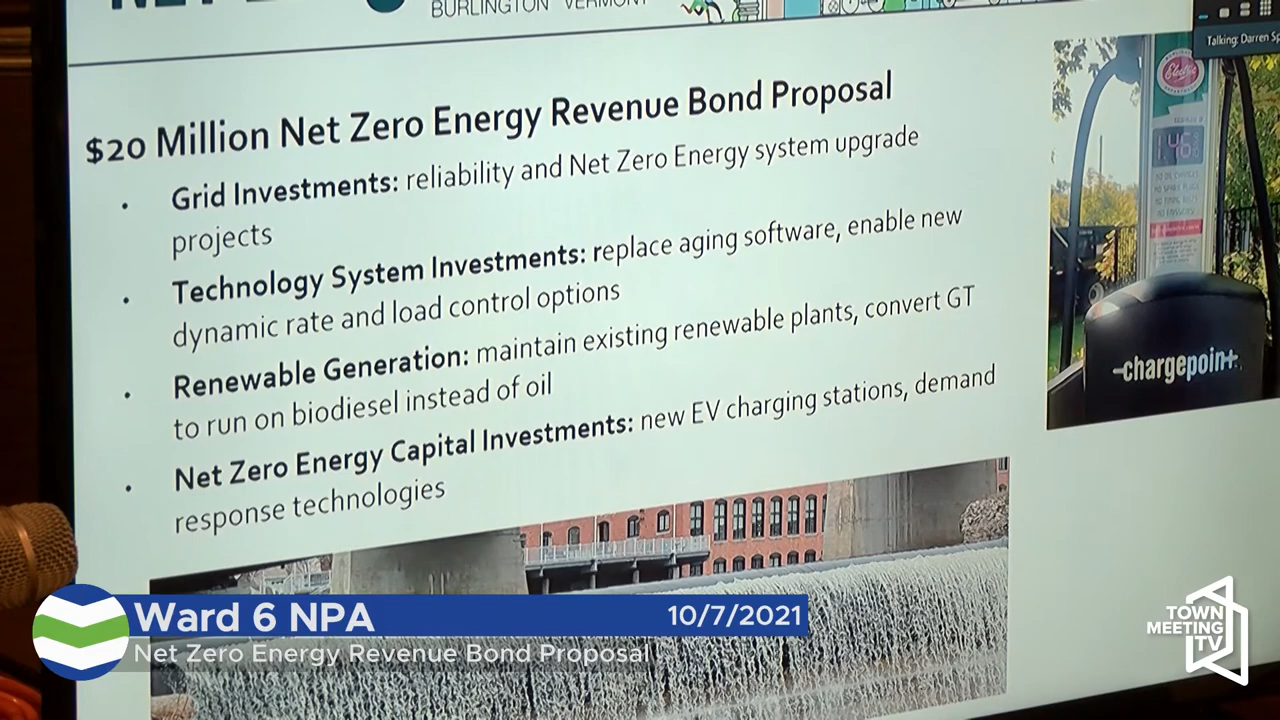 BURLINGTON VERMONT
Talking: Darren Sp
$20 Million Net Zero Energy Revenue Bond Proposal
• Grid Investments: reliability and Net Zero Energy system upgrade
projects
• Technology System Investments: replace aging software, enable new
dynamic rate and load control options
• Renewable Generation: maintain existing renewable plants, convert GT
to run on biodiesel instead of oil
• Net Zero Energy Capital Investments: new EV charging stations, demand
response technologies
Electric
chargepoin+
Ward 6 NPA
10/7/2021
Net Zero Energy Revenue Bond Proposal
TOWN
MEETING
TV